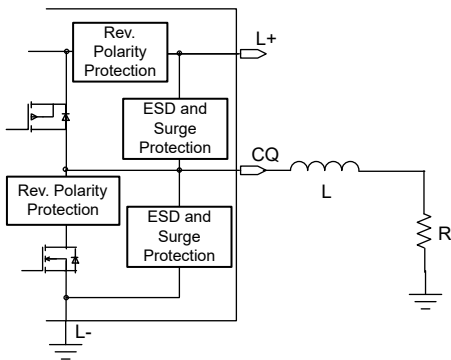 Rev.
Polarity
Protection
L+
ESD and
Surge
Protection
CQ
L
Rev. Polarity
Protection
ESD and
Surge
Protection
R
L-